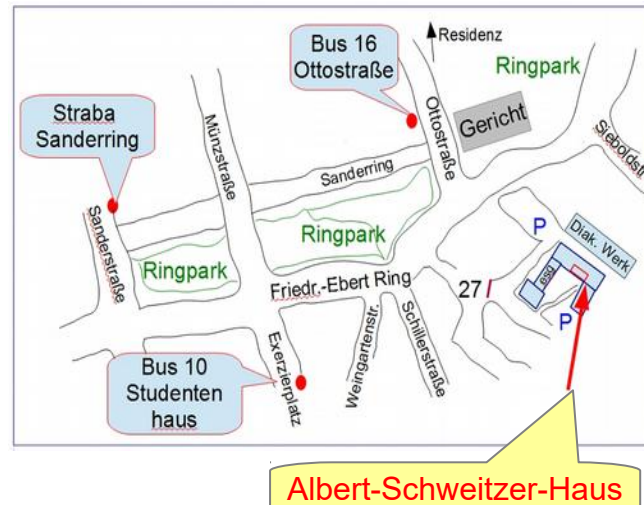 Bus 16
Ottostraße
Residenz
Ringpark
Ottostraße
Gericht
Straba
Sanderring
Münzstraße
Sieboldstr.
Sanderring
Sanderstraße
Ringpark
Ringpark
P
Diak. Werk
esg
Friedr.-Ebert Ring
27
P
Exerzierplatz
Weingartenstr.
Schillerstraße
Bus 10
Studenten
haus
Albert-Schweitzer-Haus